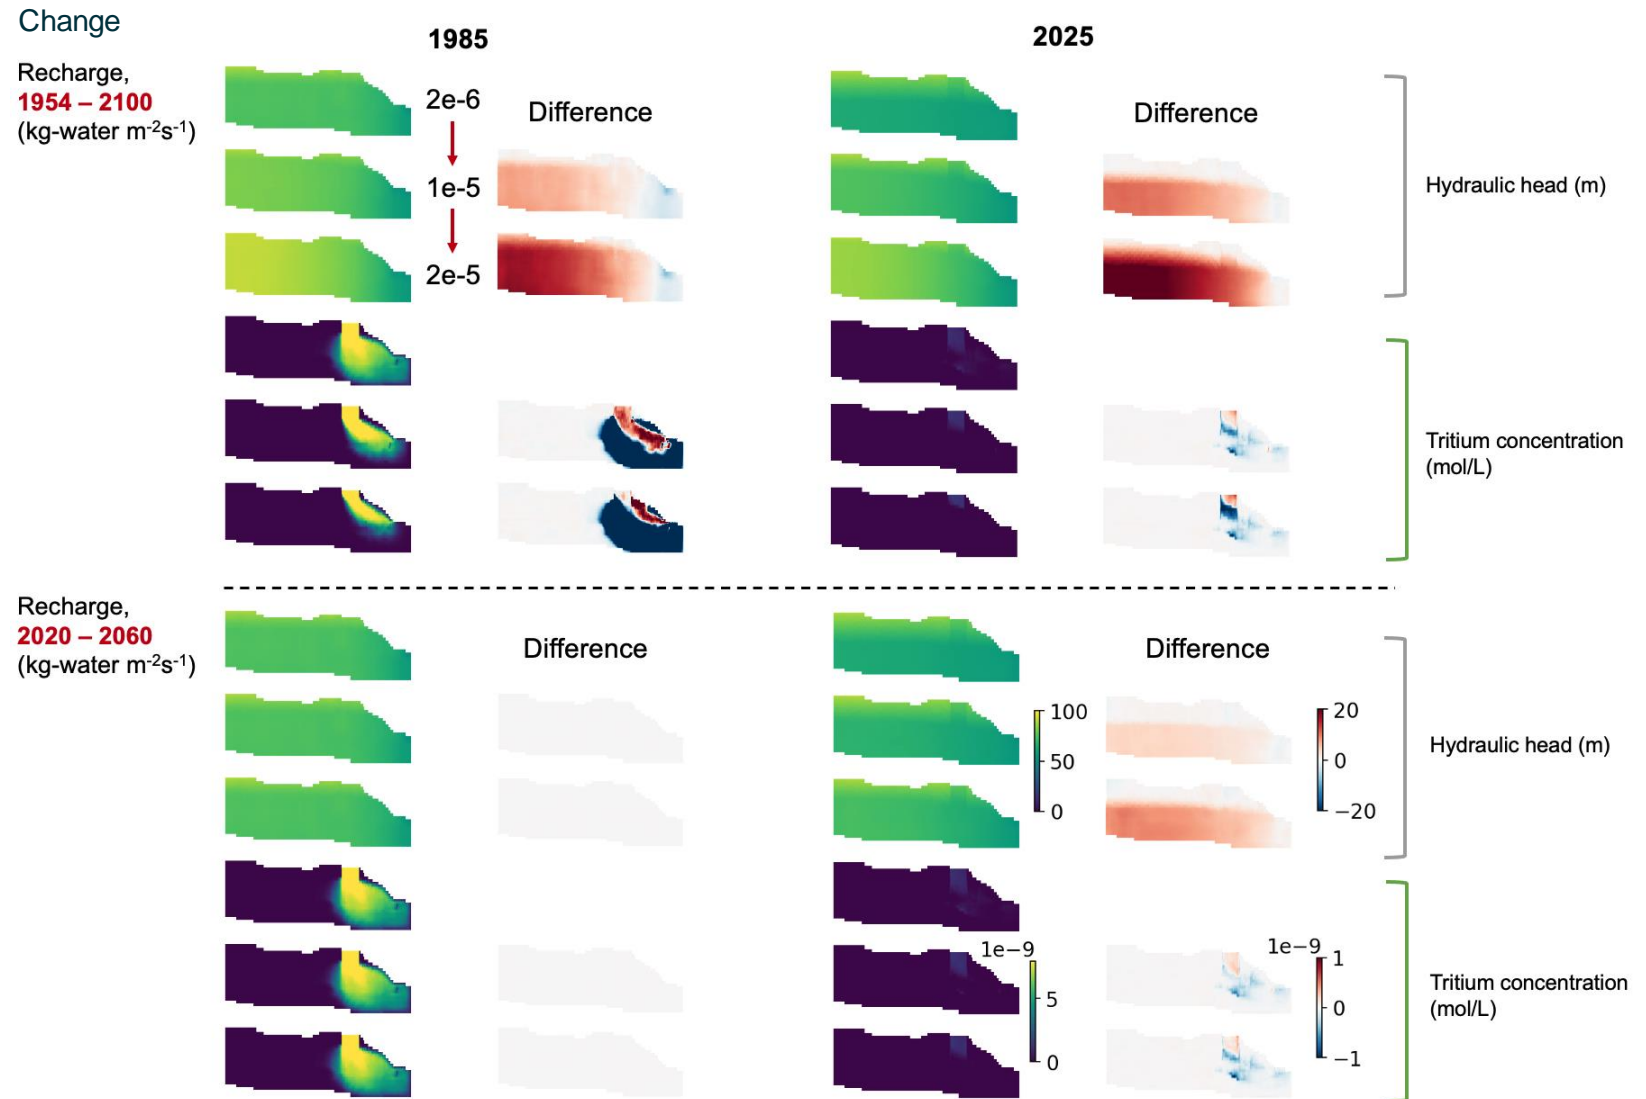 Change
1985
2025
Recharge,
1954 – 2100
(kg-water m-2s-1)
2e-6
Difference
Difference
1e-5
Hydraulic head (m)
2e-5
Tritium concentration
(mol/L)
Recharge,
2020 – 2060
(kg-water m-2s-1)
Difference
Difference
100
50
0
20
0
−20
Hydraulic head (m)
1e−9
5
0
1e−9
1
0
−1
Tritium concentration
(mol/L)